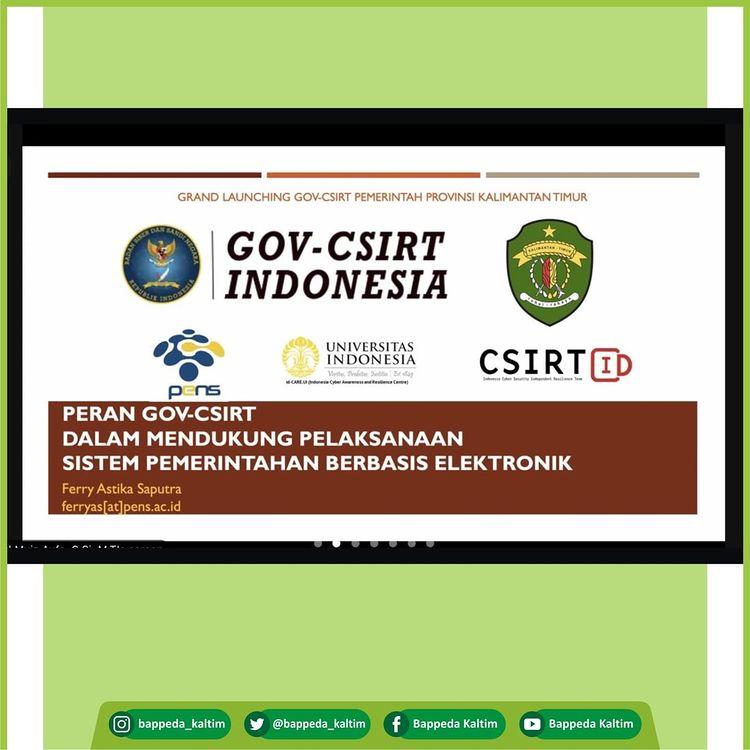 GRAND LAUNCHING GOV-CSIRT PEMERINTAH PROVINSI KALIMANTAN TIMUR
BADAN SIBER DAN SANDI NEGARA
REPUBLIK INDONESIA
GOV-CSIRT
INDONESIA
KALIMANTAN - TIMUR
pens
UNIVERSITAS
INDONESIA
Veritas, Probitas, Iustitia | Est 1849
id-CARE.UI (Indonesia Cyber Awareness and Resilience Centre)
CSIRT ID
Indonesia Cyber Security Independent Resilience Team
PERAN GOV-CSIRT
DALAM MENDUKUNG PELAKSANAAN
SISTEM PEMERINTAHAN BERBASIS ELEKTRONIK
Ferry Astika Saputra
ferryas[at]pens.ac.id
bappeda_kaltim
@bappeda_kaltim
Bappeda Kaltim
Bappeda Kaltim